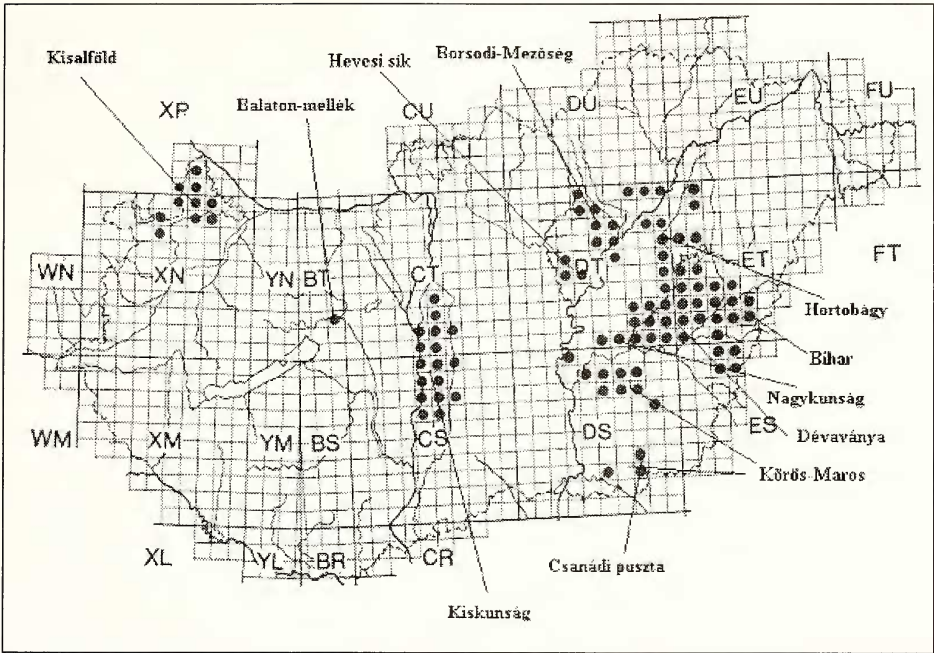 Kisalföld
Hevesi sík
Borsodi-Mezőség
Balaton-mellék
XP
CU
DU
EU
FU
WN
XN
YN
BT
CT
DT
ET
FT
Hortobágy
Bihar
Nagykunság
Dévaványa
Körös-Maros
WM
XM
YM
BS
CS
DS
ES
XL
YL
BR
CR
Csanádi puszta
Kiskunság